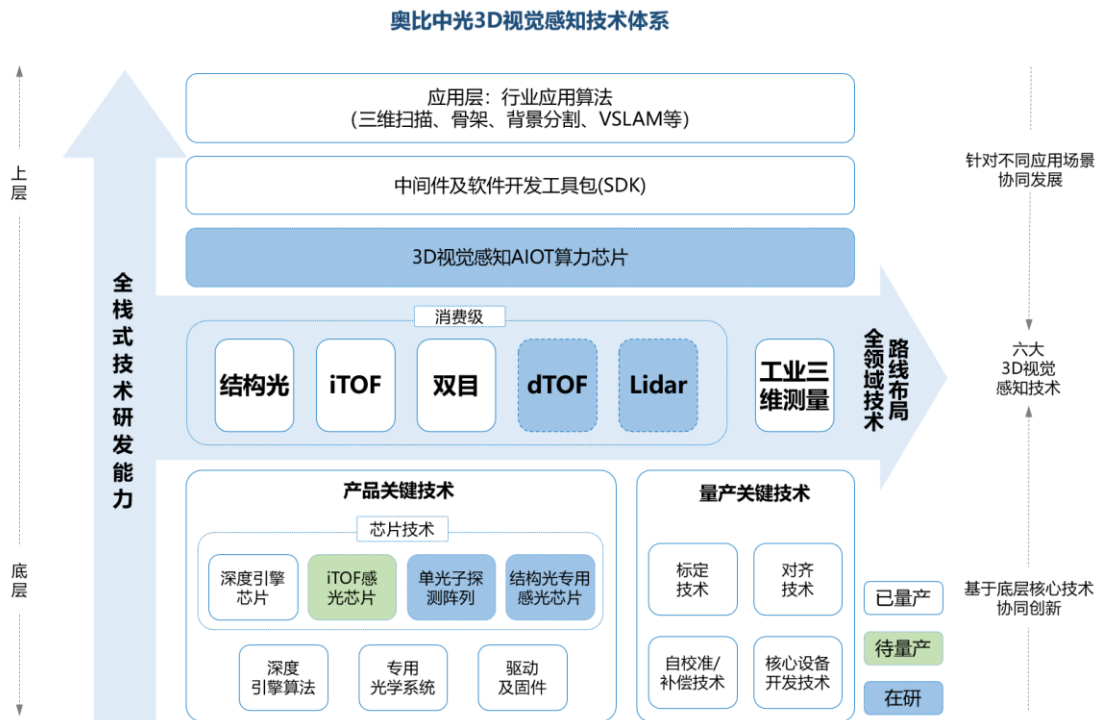 奥比中光3D视觉感知技术体系
应用层：行业应用算法
（三维扫描、骨架、背景分割、VSLAM等）
中间件及软件开发工具包(SDK)
3D视觉感知AIOT算力芯片
上
层
底
层
全
栈
式
技
术
研
发
能
力
消费级
结构光
iTOF
双目
dTOF
Lidar
工业三
维测量
全领域技术
路线布局
针对不同应用场景
协同发展
六大
3D视觉
感知技术
基于底层核心技术
协同创新
产品关键技术
芯片技术
深度引擎
芯片
iTOF感
光芯片
单光子探
测阵列
结构光专用
感光芯片
深度
引擎算法
专用
光学系统
驱动
及固件
量产关键技术
标定
技术
对齐
技术
自校准/
补偿技术
核心设备
开发技术
已量产
待量产
在研